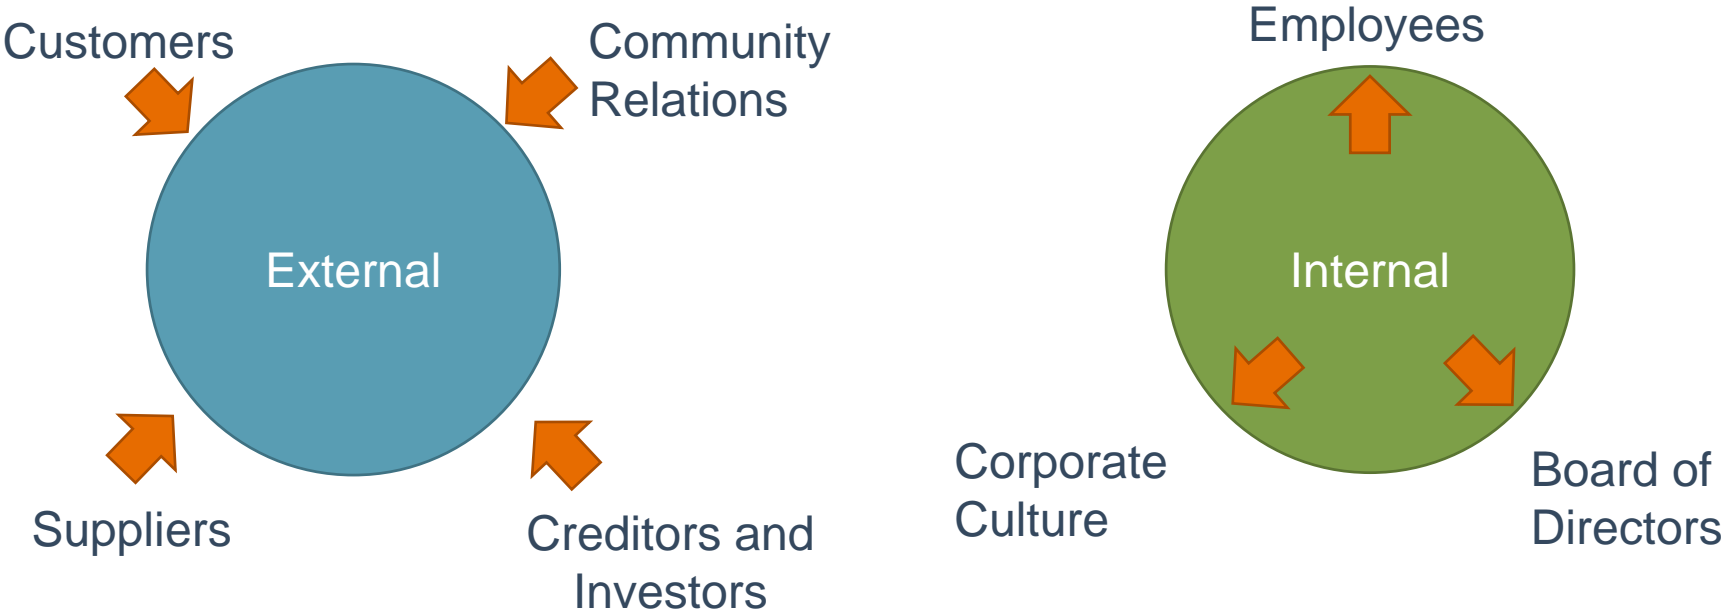 Customers
Community
Relations
External
Suppliers
Creditors and
Investors
Employees
Internal
Corporate
Culture
Board of
Directors